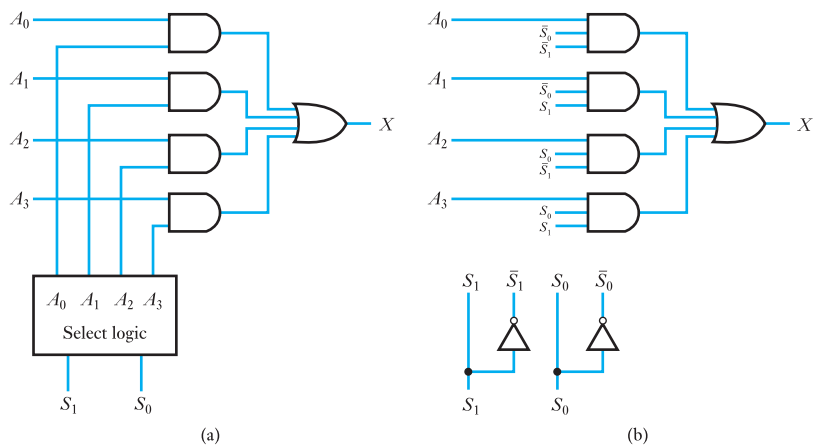 A₀
A₁
A₂
A₃
X
A₀ A₁ A₂ A₃
Select logic
S₁ S₀
(a)
A₀
S̄₀
S̄₁
A₁
S̄₀
S₁
A₂
S₀
S̄₁
A₃
S₀
S₁
X
S₁ S̄₁ S₀ S̄₀
S₁ S₀
(b)